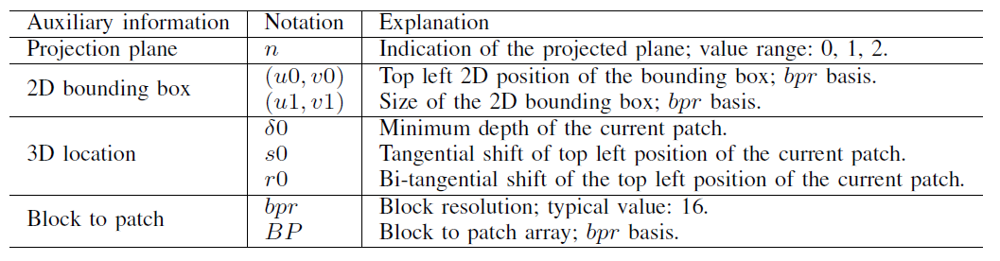 Auxiliary information Notation Explanation
Projection plane n Indication of the projected plane; value range: 0, 1, 2.
2D bounding box (u0, v0) Top left 2D position of the bounding box; bpr basis.
(u1, v1) Size of the 2D bounding box; bpr basis.
3D location δ0 Minimum depth of the current patch.
s0 Tangential shift of top left position of the current patch.
r0 Bi-tangential shift of the top left position of the current patch.
Block to patch bpr Block resolution; typical value: 16.
BP Block to patch array; bpr basis.